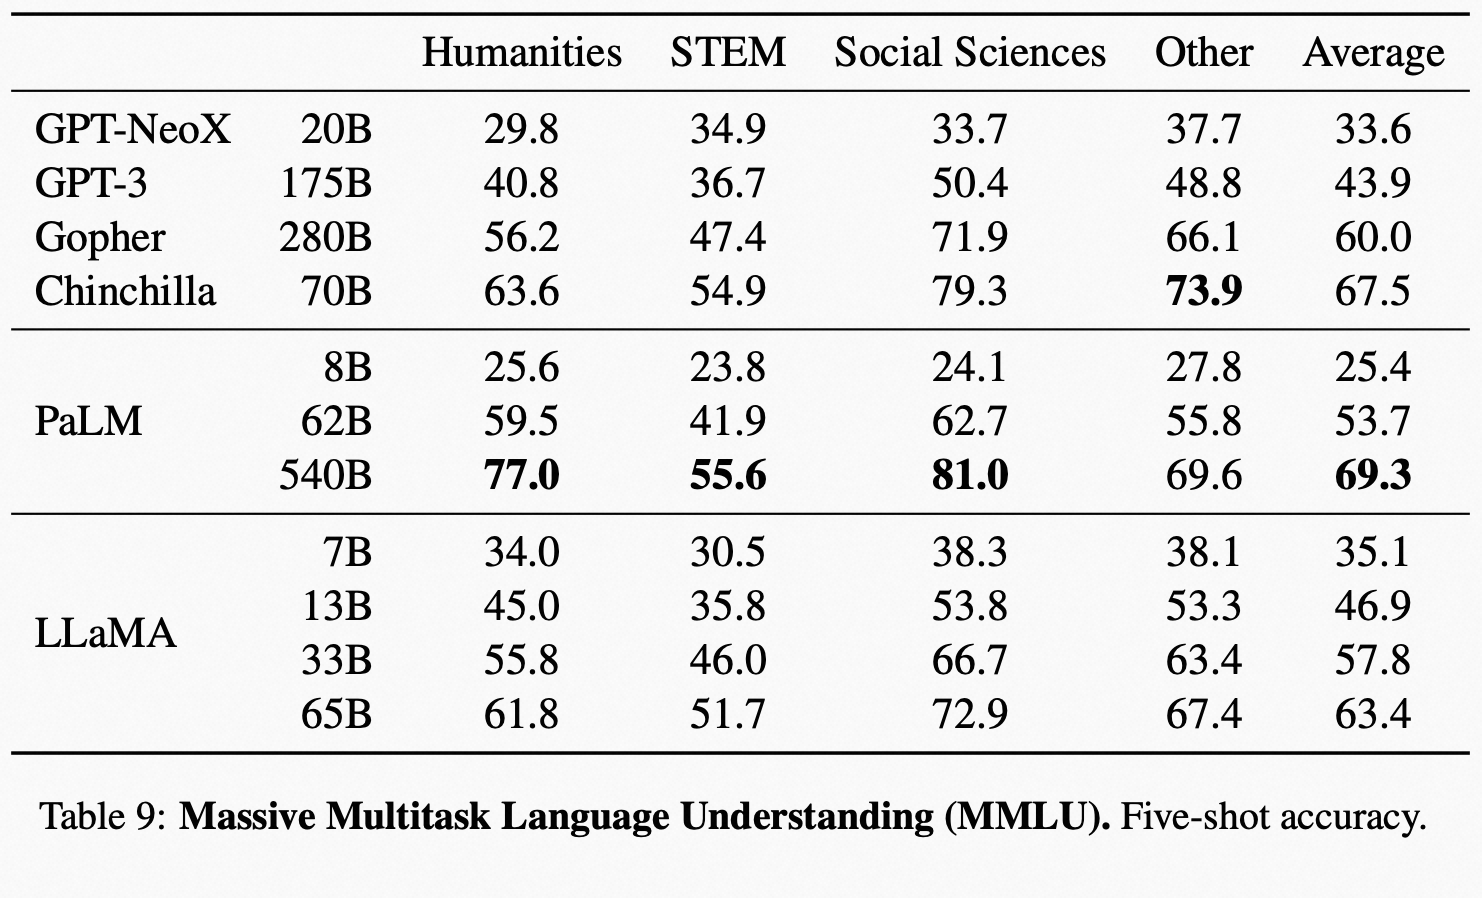 Humanities STEM Social Sciences Other Average
GPT-NeoX 20B 29.8 34.9 33.7 37.7 33.6
GPT-3 175B 40.8 36.7 50.4 48.8 43.9
Gopher 280B 56.2 47.4 71.9 66.1 60.0
Chinchilla 70B 63.6 54.9 79.3 73.9 67.5
8B 25.6 23.8 24.1 27.8 25.4
PaLM 62B 59.5 41.9 62.7 55.8 53.7
540B 77.0 55.6 81.0 69.6 69.3
7B 34.0 30.5 38.3 38.1 35.1
13B 45.0 35.8 53.8 53.3 46.9
LLaMA
33B 55.8 46.0 66.7 63.4 57.8
65B 61.8 51.7 72.9 67.4 63.4
Table 9: Massive Multitask Language Understanding (MMLU). Five-shot accuracy.